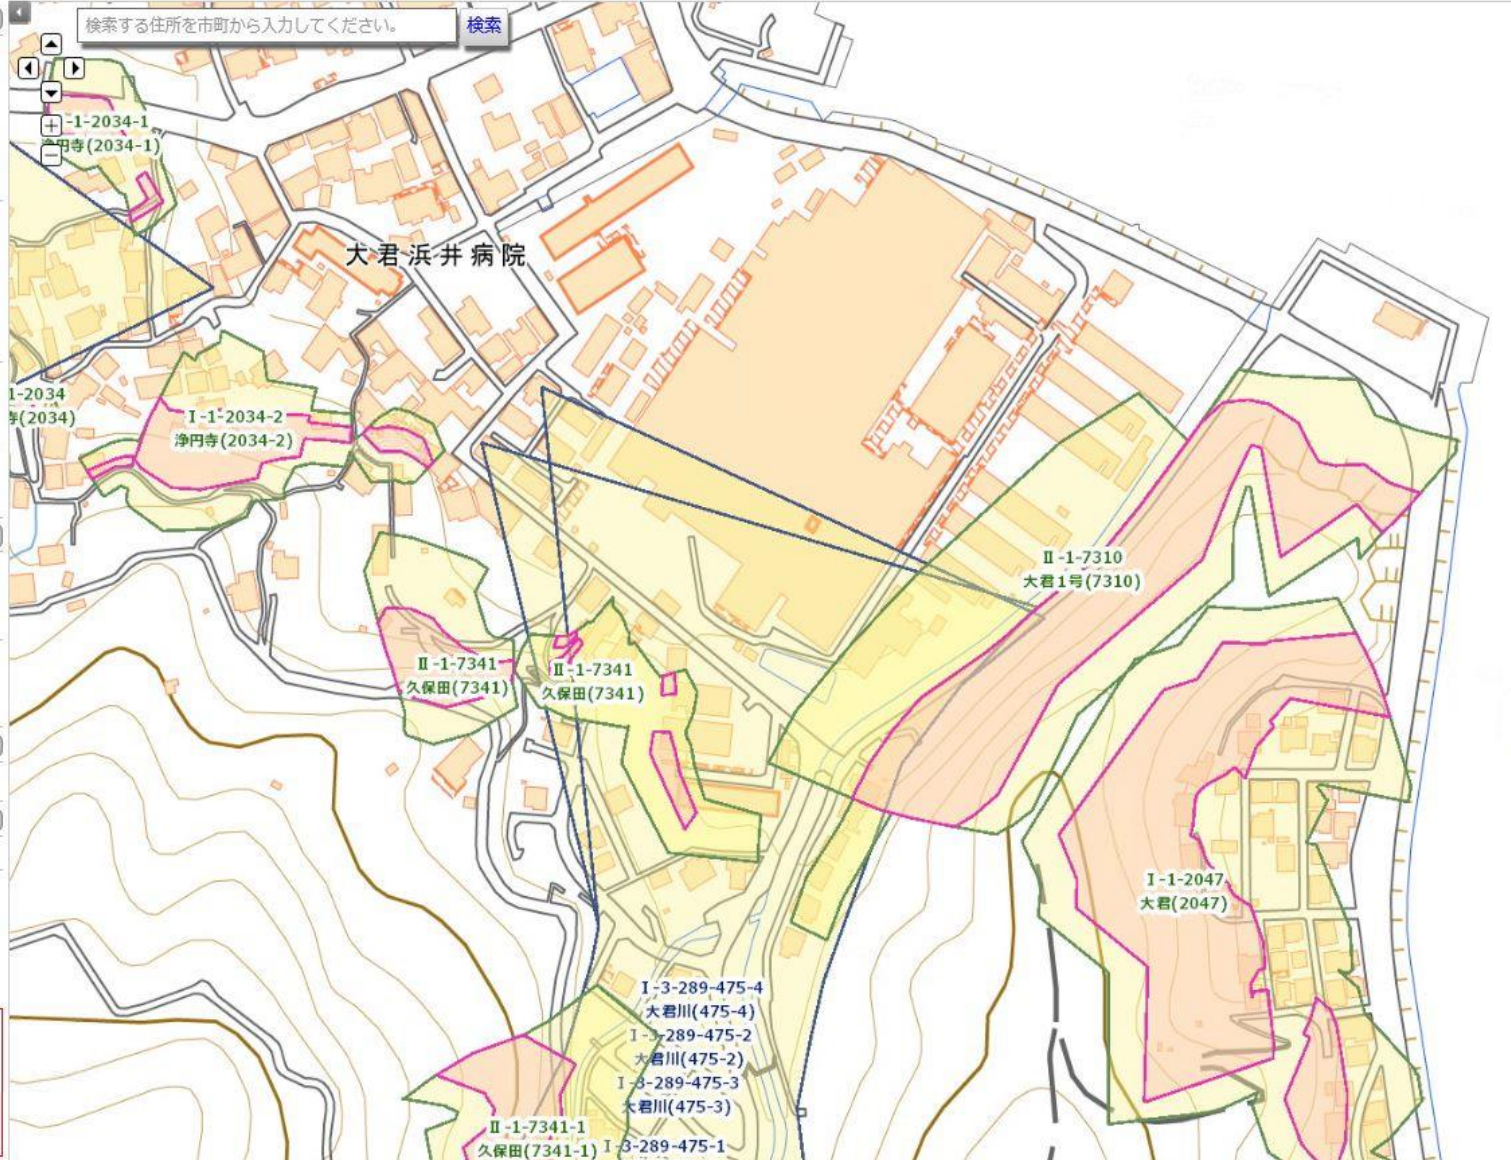 検索する住所を市町から入力してください。
検索
-1-2034-1
浄円寺(2034-1)
大君浜井病院
1-2034
寺(2034)
I-1-2034-2
浄円寺(2034-2)
II-1-7310
大君1号(7310)
II-1-7341
久保田(7341)
II-1-7341
久保田(7341)
I-1-2047
大君(2047)
I-3-289-475-4
大君川(475-4)
I-3-289-475-2
大君川(475-2)
I-3-289-475-3
大君川(475-3)
II-1-7341-1
久保田(7341-1)
I-3-289-475-1